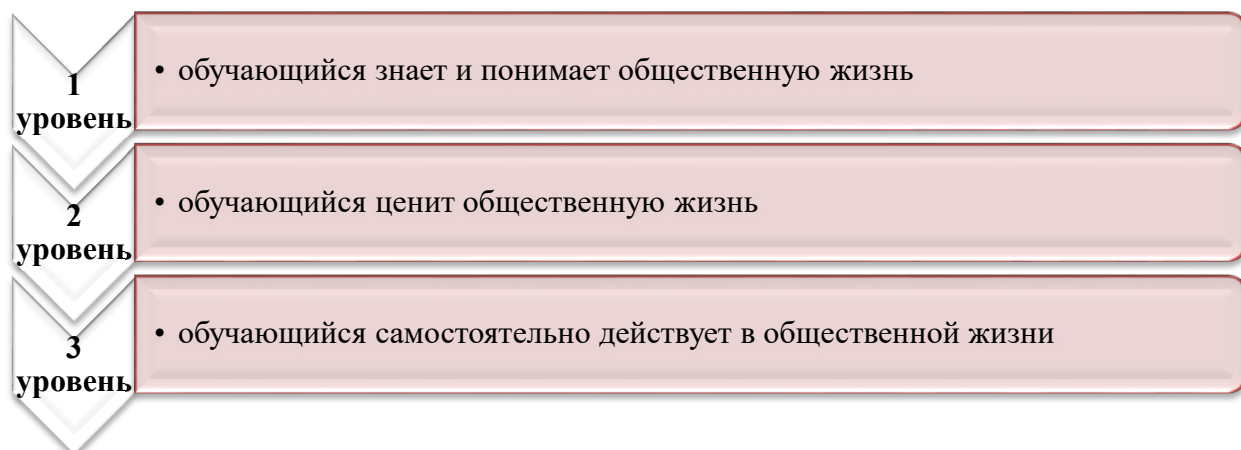 1
уровень
• обучающийся знает и понимает общественную жизнь
2
уровень
• обучающийся ценит общественную жизнь
3
уровень
• обучающийся самостоятельно действует в общественной жизни